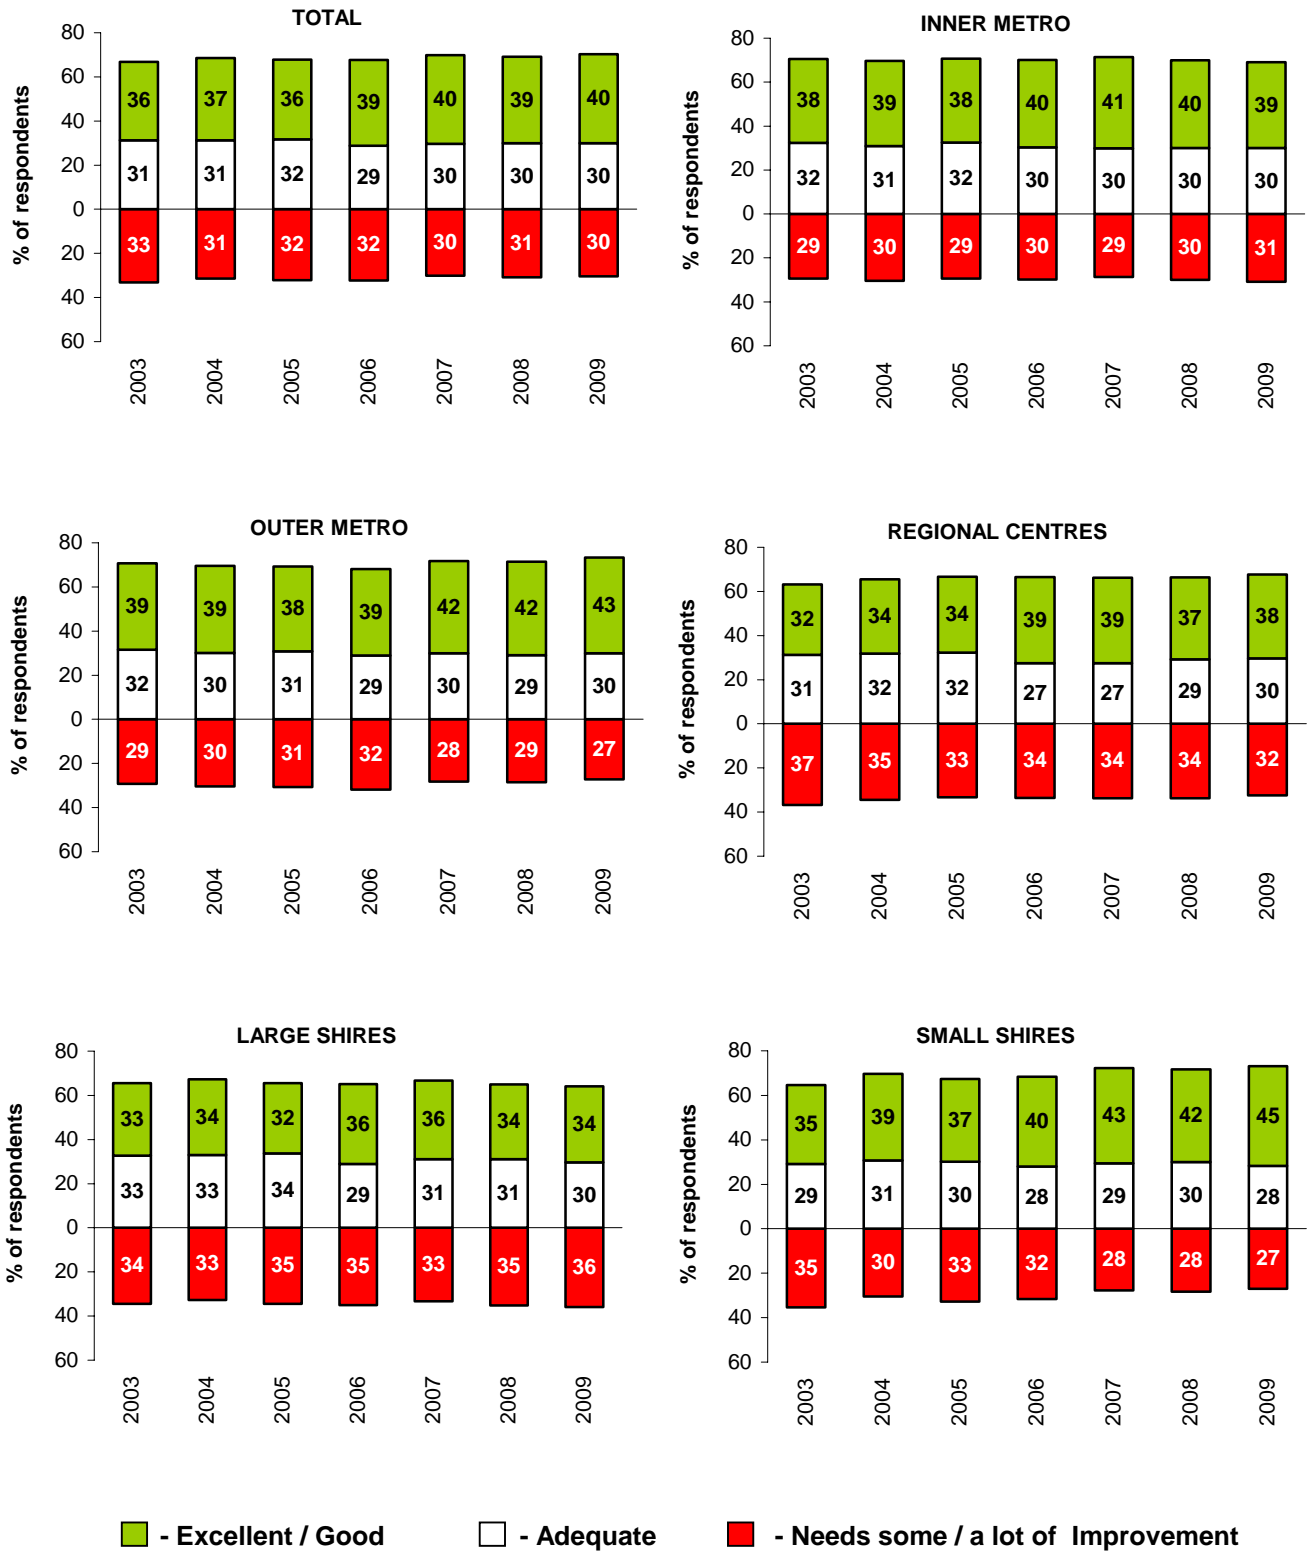 TOTAL
80
60
40
20
0
20
40
60
% of respondents
36 37 36 39 40 39 40
31 31 32 29 30 30 30
33 31 32 32 30 31 30
2003 2004 2005 2006 2007 2008 2009
INNER METRO
80
60
40
20
0
20
40
60
% of respondents
38 39 38 40 41 40 39
32 31 32 30 30 30 30
29 30 29 30 29 30 31
2003 2004 2005 2006 2007 2008 2009
OUTER METRO
80
60
40
20
0
20
40
60
% of respondents
39 39 38 39 42 42 43
32 30 31 29 30 29 30
29 30 31 32 28 29 27
2003 2004 2005 2006 2007 2008 2009
REGIONAL CENTRES
80
60
40
20
0
20
40
60
% of respondents
32 34 34 39 39 37 38
31 32 32 27 27 29 30
37 35 33 34 34 34 32
2003 2004 2005 2006 2007 2008 2009
LARGE SHIRES
80
60
40
20
0
20
40
60
% of respondents
33 34 32 36 36 34 34
33 33 34 29 31 31 30
34 33 35 35 33 35 36
2003 2004 2005 2006 2007 2008 2009
SMALL SHIRES
80
60
40
20
0
20
40
60
% of respondents
35 39 37 40 43 42 45
29 31 30 28 29 30 28
35 30 33 32 28 28 27
2003 2004 2005 2006 2007 2008 2009
- Excellent / Good - Adequate - Needs some / a lot of Improvement